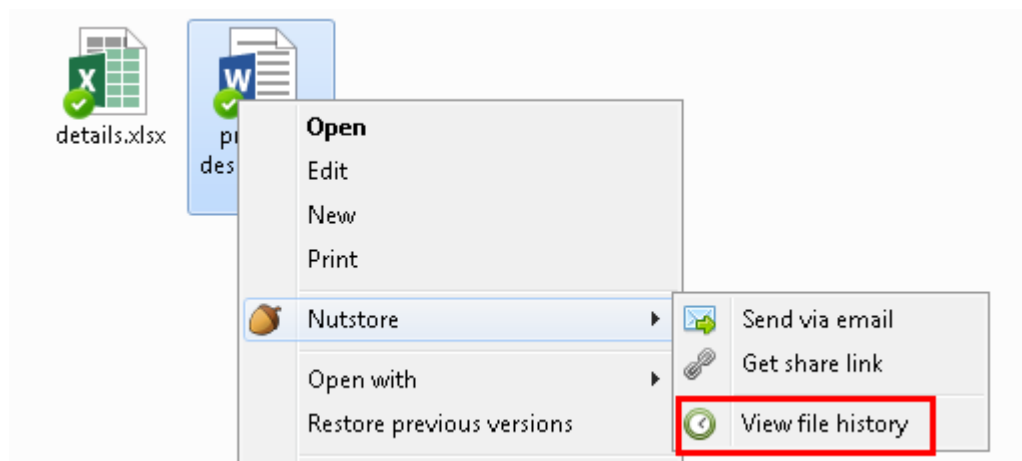 details.xlsx
des
Open
Edit
New
Print
Nutstore
Send via email
Get share link
View file history
Open with
Restore previous versions